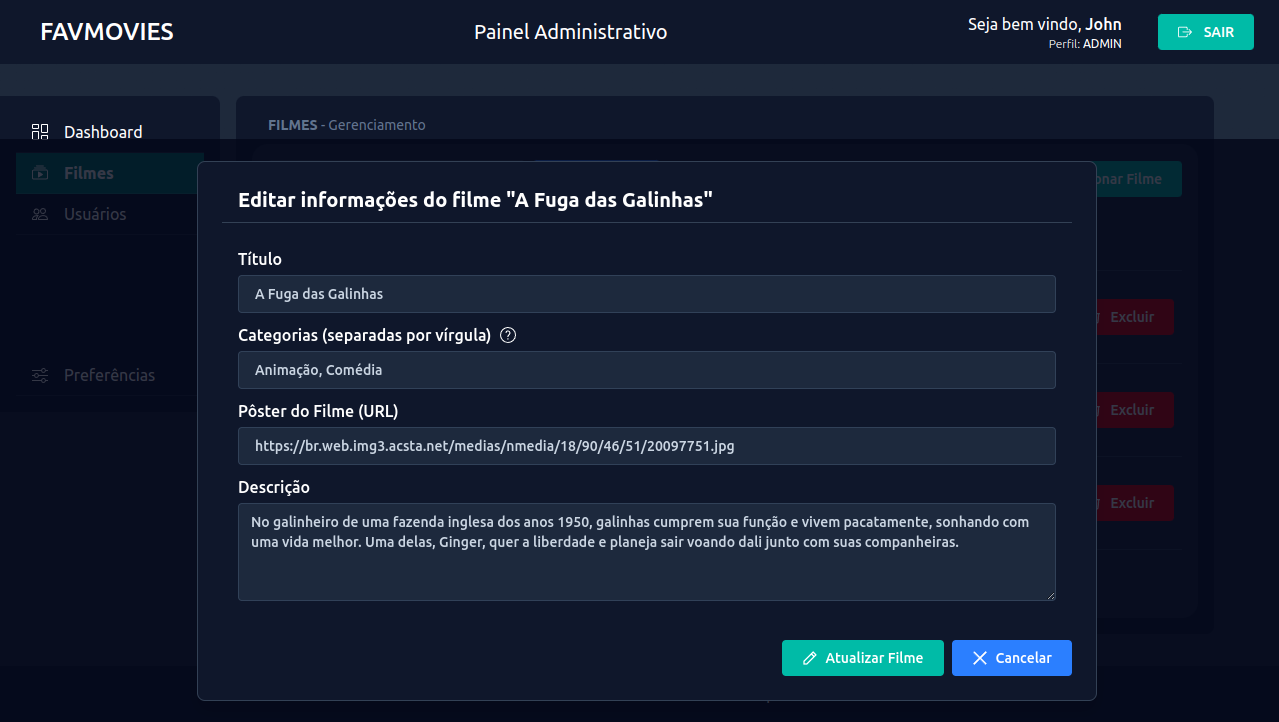 FAVMOVIES
Painel Administrativo
Seja bem vindo, John
Perfil: ADMIN
SAIR
Dashboard
Filmes
Usuários
Preferências
FILMES - Gerenciamento
Filme
Excluir
Excluir
Excluir
Editar informações do filme "A Fuga das Galinhas"
Título
A Fuga das Galinhas
Categorias (separadas por vírgula) ?
Animação, Comédia
Pôster do Filme (URL)
https://br.web.img3.acsta.net/medias/nmedia/18/90/46/51/20097751.jpg
Descrição
No galinheiro de uma fazenda inglesa dos anos 1950, galinhas cumprem sua função e vivem pacatamente, sonhando com
uma vida melhor. Uma delas, Ginger, quer a liberdade e planeja sair voando dali junto com suas companheiras.
Atualizar Filme
Cancelar